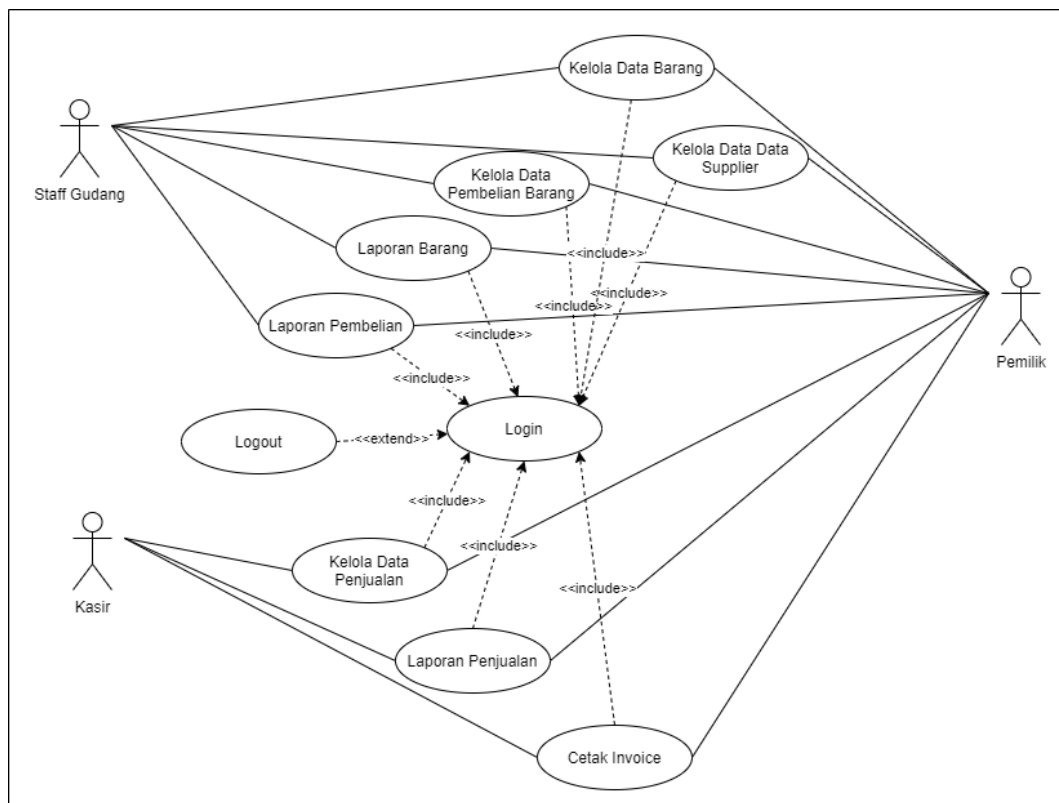 Kelola Data Barang
Staff Gudang
Kelola Data Data
Supplier
Kelola Data
Pembelian Barang
Laporan Barang
<<include>>
<<include>>
<<include>>
Laporan Pembelian
<<include>>
Pemilik
<<include>>
Login
Logout
<<extend>>
<<include>>
<<include>>
Kelola Data
Penjualan
Kasir
<<include>>
Laporan Penjualan
Cetak Invoice